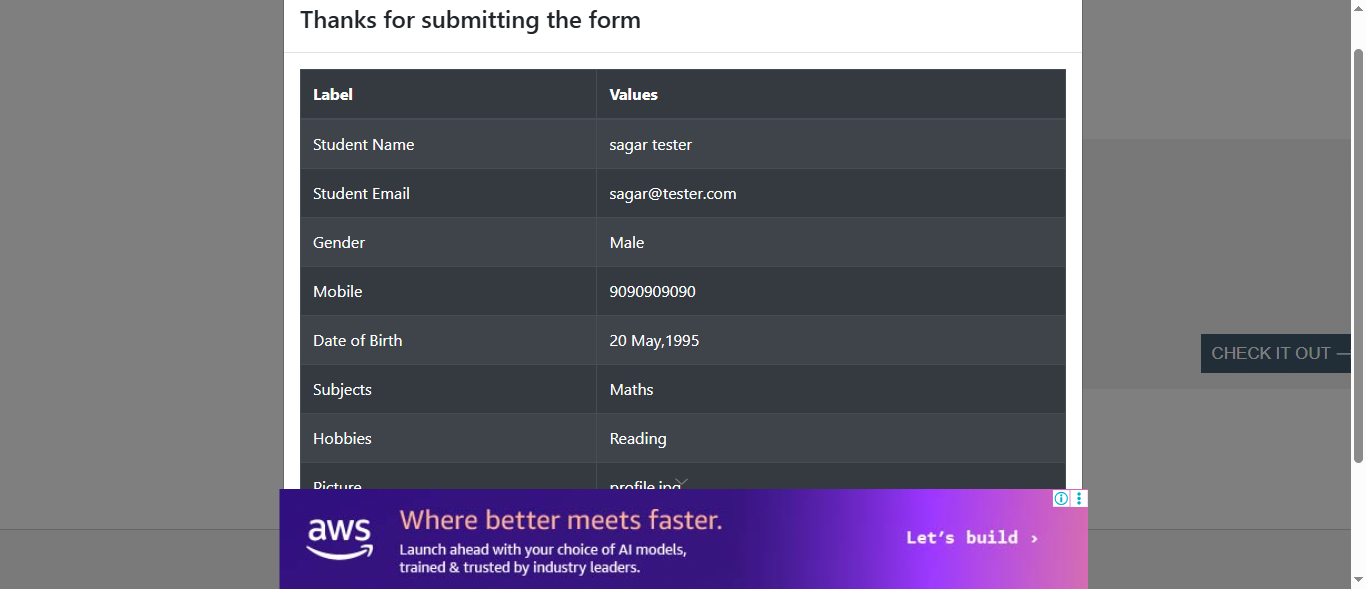 Thanks for submitting the form
Label Values
Student Name sagar tester
Student Email sagar@tester.com
Gender Male
Mobile 9090909090
Date of Birth 20 May,1995
Subjects Maths
Hobbies Reading
Picture profile.jpg
CHECK IT OUT —
aws
Where better meets faster.
Launch ahead with your choice of AI models,
trained & trusted by industry leaders.
Let's build ›